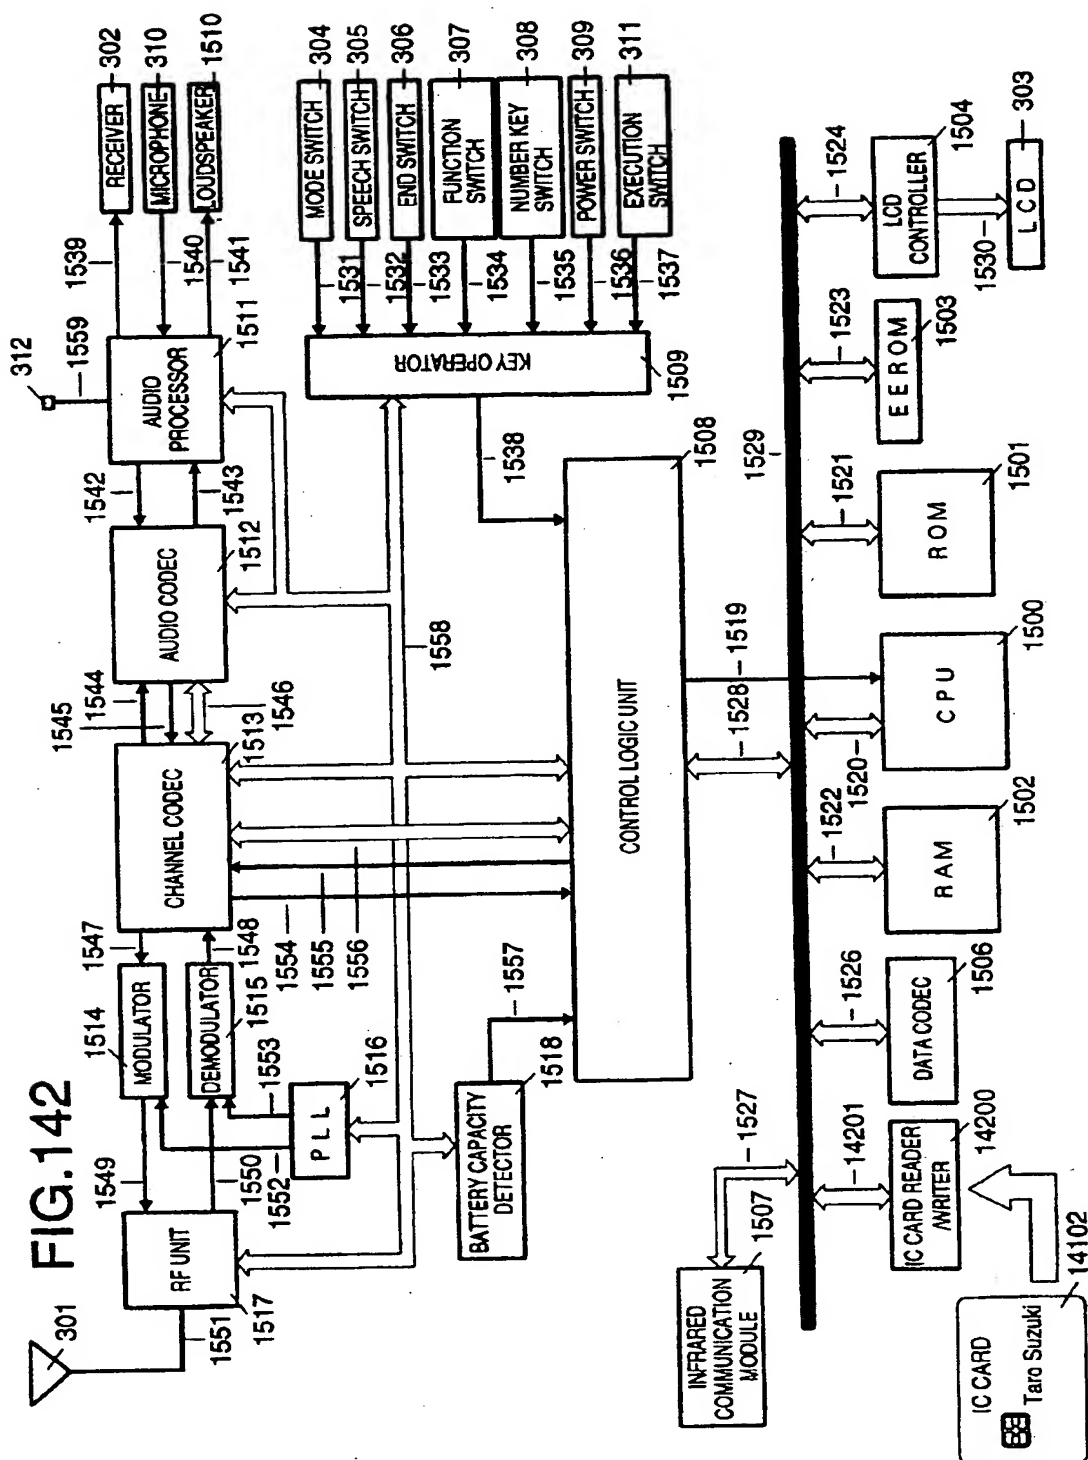 FIG.142
301
1551
RF UNIT
1517
1549
1550
1552
1553
1514
MODULATOR
DEMODULATOR
1515
PLL
1516
1547
1548
CHANNEL CODEC
1513
1545
1544
1546
AUDIO CODEC
1512
1542
1543
AUDIO PROCESSOR
1511
312
1559
1539
1540
1541
RECEIVER
302
MICROPHONE
310
LOUDSPEAKER
1510
1554
1555
1556
1558
BATTERY CAPACITY DETECTOR
1518
1557
KEY OPERATOR
1509
1538
1531
1532
1533
1534
1535
1536
1537
MODE SWITCH
304
SPEECH SWITCH
305
END SWITCH
306
FUNCTION SWITCH
307
NUMBER KEY SWITCH
308
POWER SWITCH
309
EXECUTION SWITCH
311
CONTROL LOGIC UNIT
1508
INFRARED COMMUNICATION MODULE
1507
1527
1528
1519
1529
14201
1526
1522
1520
1521
1523
1524
IC CARD READER /WRITER
14200
DATA CODEC
1506
RAM
1502
CPU
1500
ROM
1501
EEROM
1503
LCD CONTROLLER
1504
1530
LCD
303
IC CARD
Taro Suzuki
14102